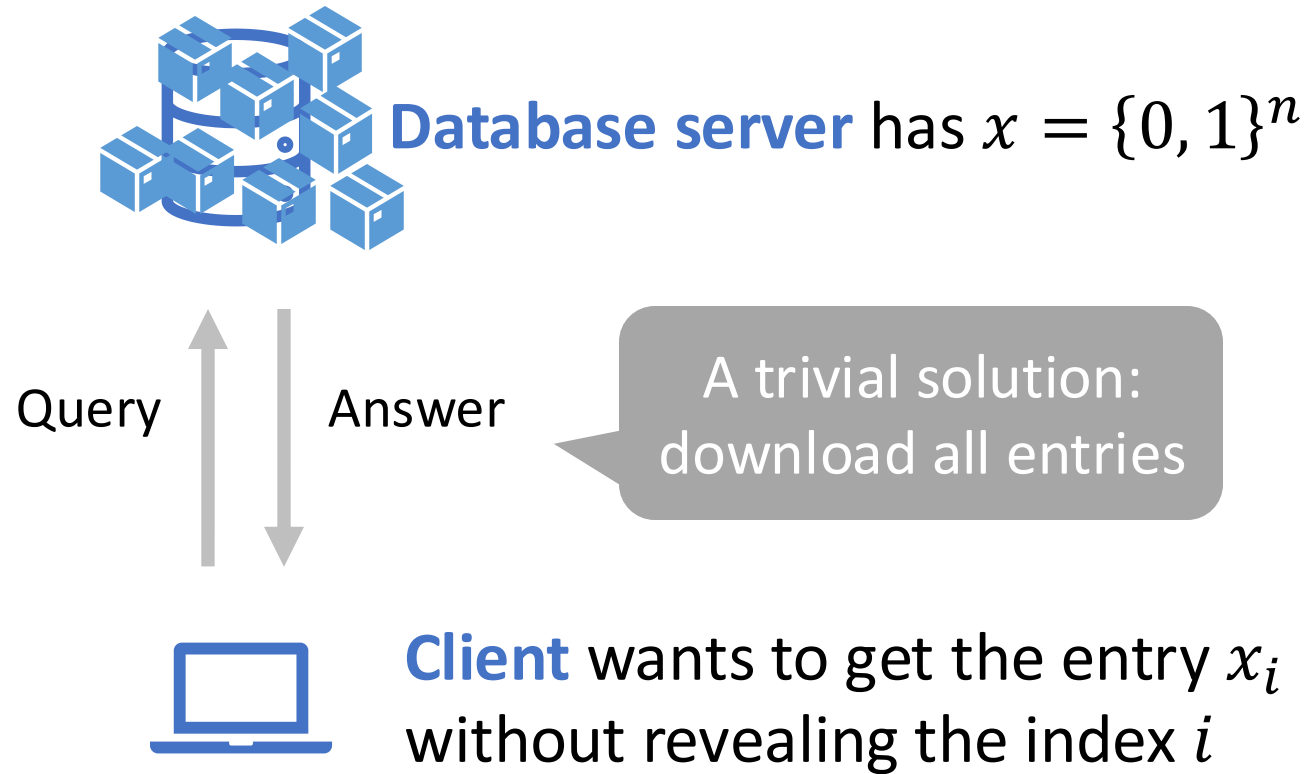 Database server has x = {0, 1}ⁿ
Query
Answer
A trivial solution:
download all entries
Client wants to get the entry xᵢ
without revealing the index i